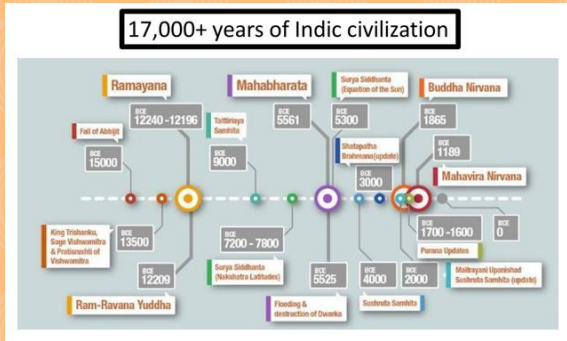 17,000+ years of Indic civilization
Ramayana
BCE
12240 -12196
Mahabharata
BCE
5561
Surya Siddhanta
(Equation of the Sun)
BCE
5300
Buddha Nirvana
BCE
1865
Fall of Abhijit
BCE
15000
Taittiriaya
Samhita
BCE
9000
Shatapatha
Brahmana(update)
BCE
3000
BCE
1189
Mahavira Nirvana
King Trishanku,
Sage Vishwamitra
& Pratisrushti of
Vishwamitra
BCE
13500
BCE
12209
Ram-Ravana Yuddha
BCE
7200 - 7800
Surya Siddhanta
(Nakshatra Latitudes)
BCE
5525
Flooding &
destruction of Dwarka
BCE
4000
Sushruta Samhita
BCE
2000
BCE
1700 -1600
Purana Updates
BCE
0
Maitrayani Upanishad
Sushruta Samhita (update)